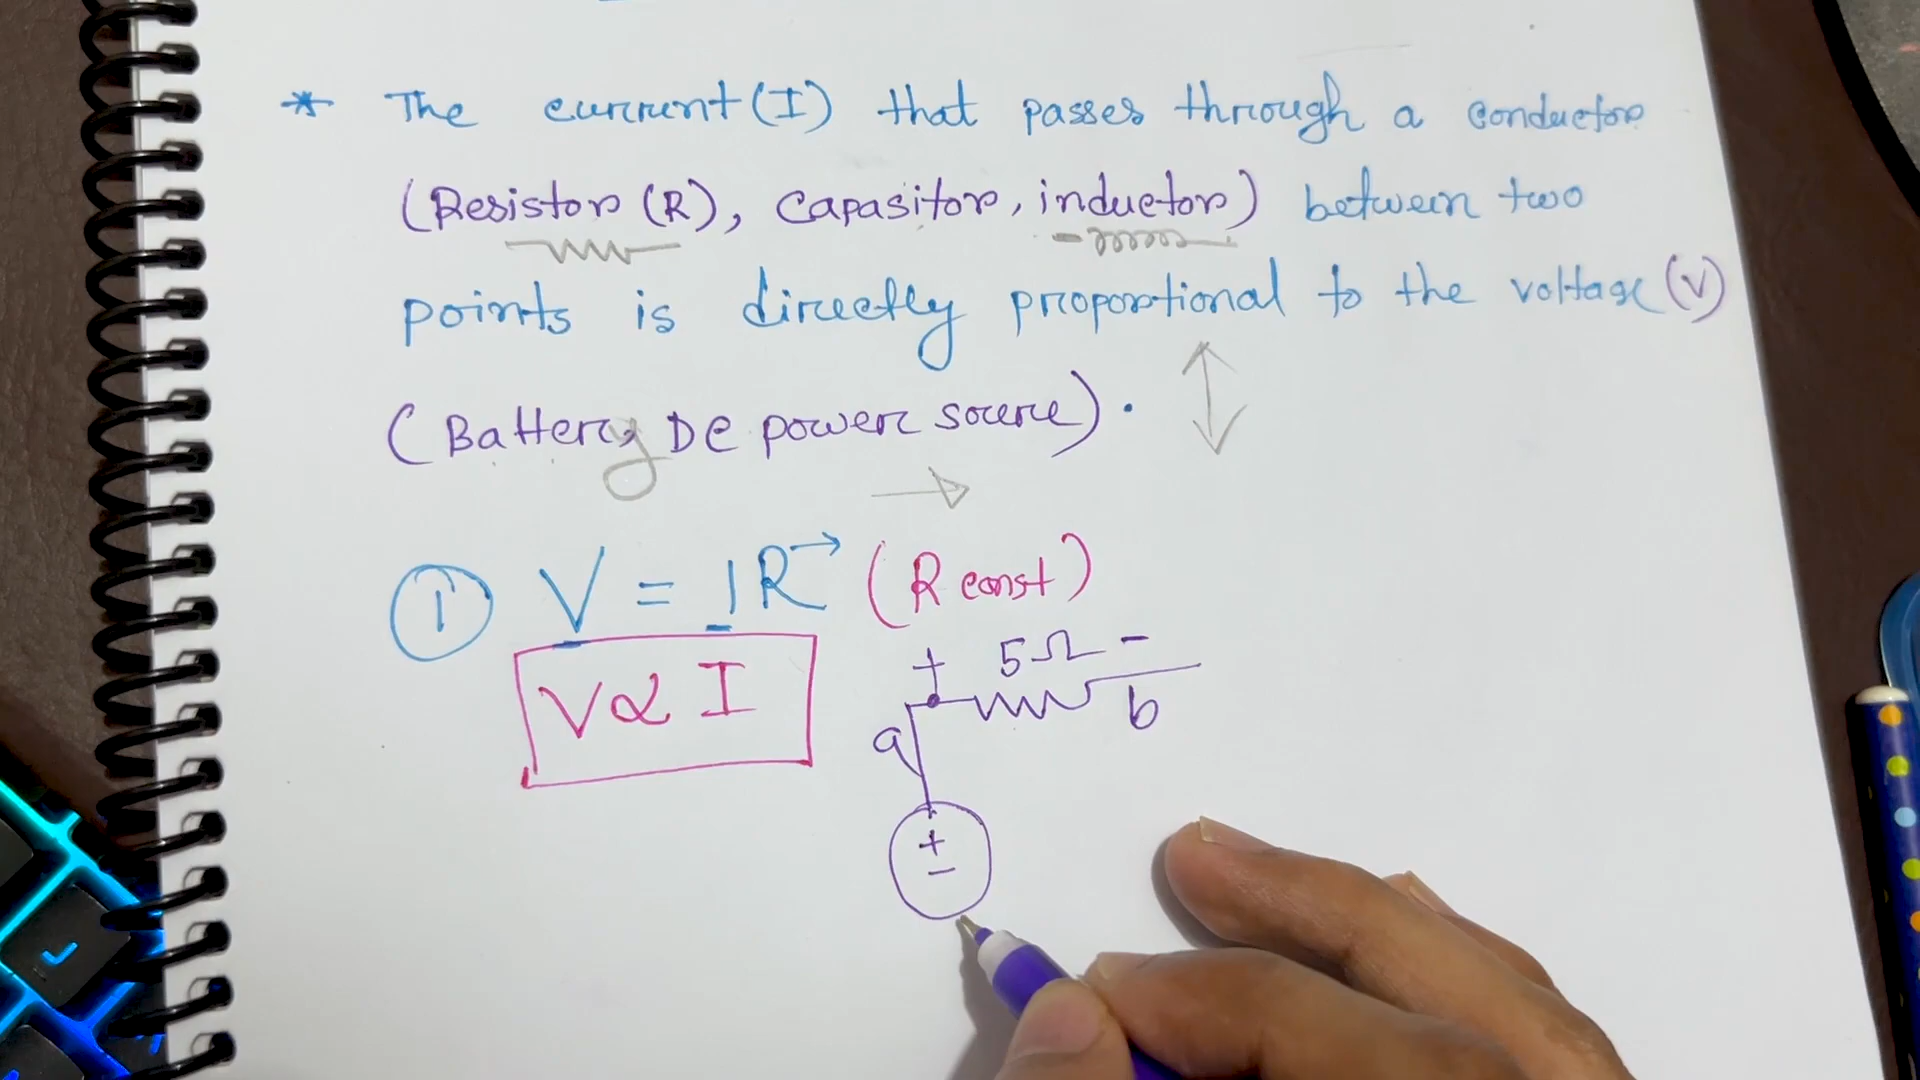 * The current (I) that passes through a conductor
(Resistor (R), capasitor, inductor) between two
points is directly proportional to the voltage (V)
(Battery DC power source).
1 V = IR → (R const)
V ∝ I
+ 5Ω -
a b
+
-